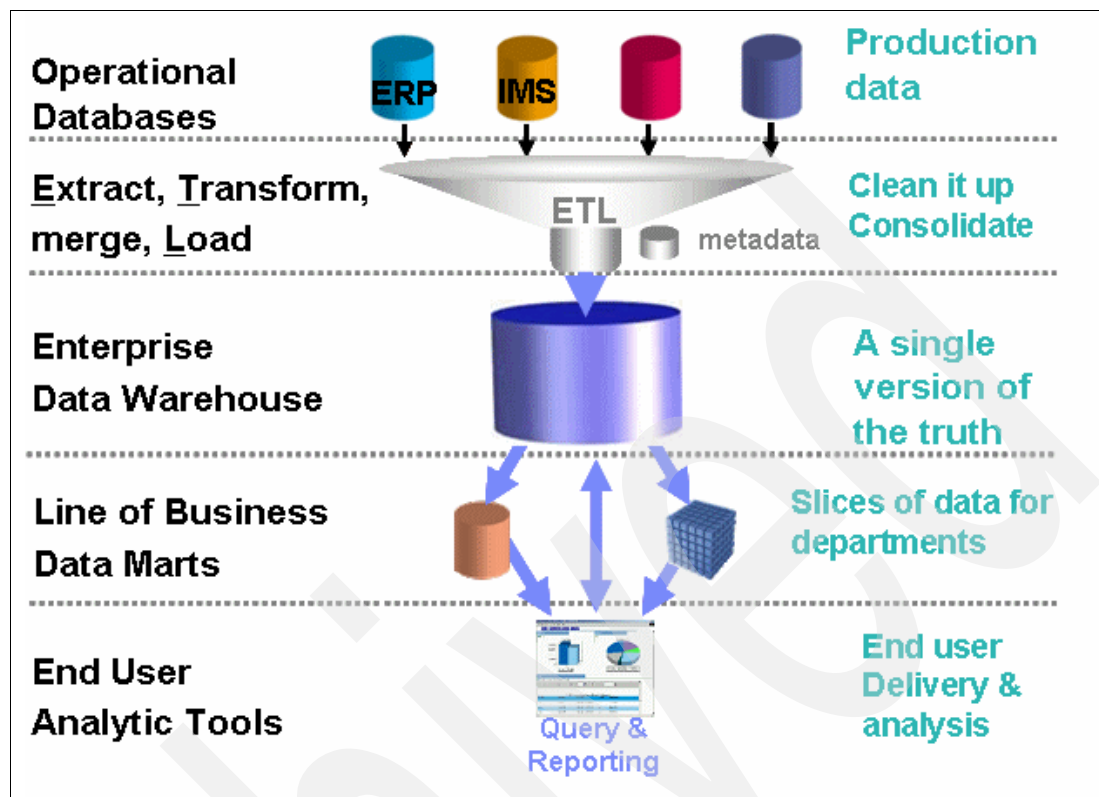 Operational
Databases
ERP
IMS
Production
data
Extract, Transform,
merge, Load
ETL
metadata
Clean it up
Consolidate
Enterprise
Data Warehouse
A single
version of
the truth
Line of Business
Data Marts
Slices of data for
departments
End User
Analytic Tools
Query &
Reporting
End user
Delivery &
analysis